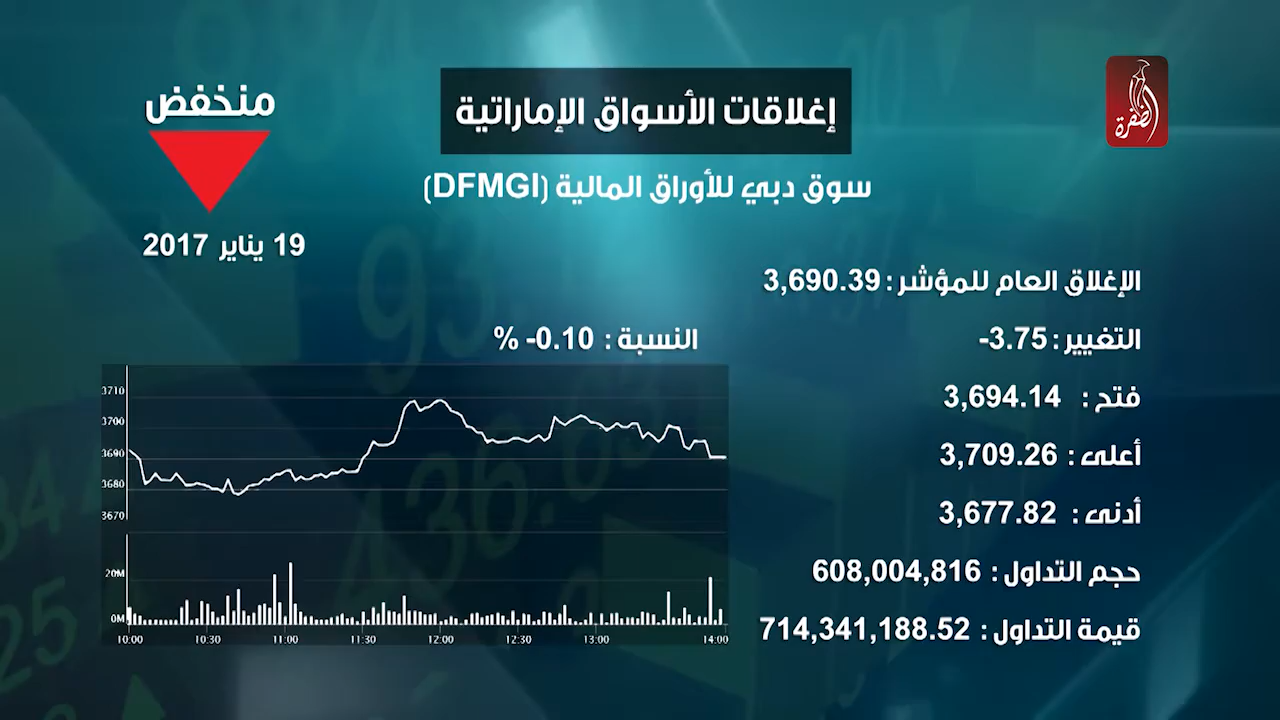 إغلاقات الأسواق الإماراتية
سوق دبي للأوراق المالية (DFMGI)
الظفرة
منخفض
19 يناير 2017
الإغلاق العام للمؤشر: 3,690.39
التغيير: 3.75-
النسبة: 0.10- %
فتح: 3,694.14
أعلى: 3,709.26
أدنى: 3,677.82
حجم التداول: 608,004,816
قيمة التداول: 714,341,188.52
3710
3700
3690
3680
3670
20M
0M
10:00 10:30 11:00 11:30 12:00 12:30 13:00 14:00